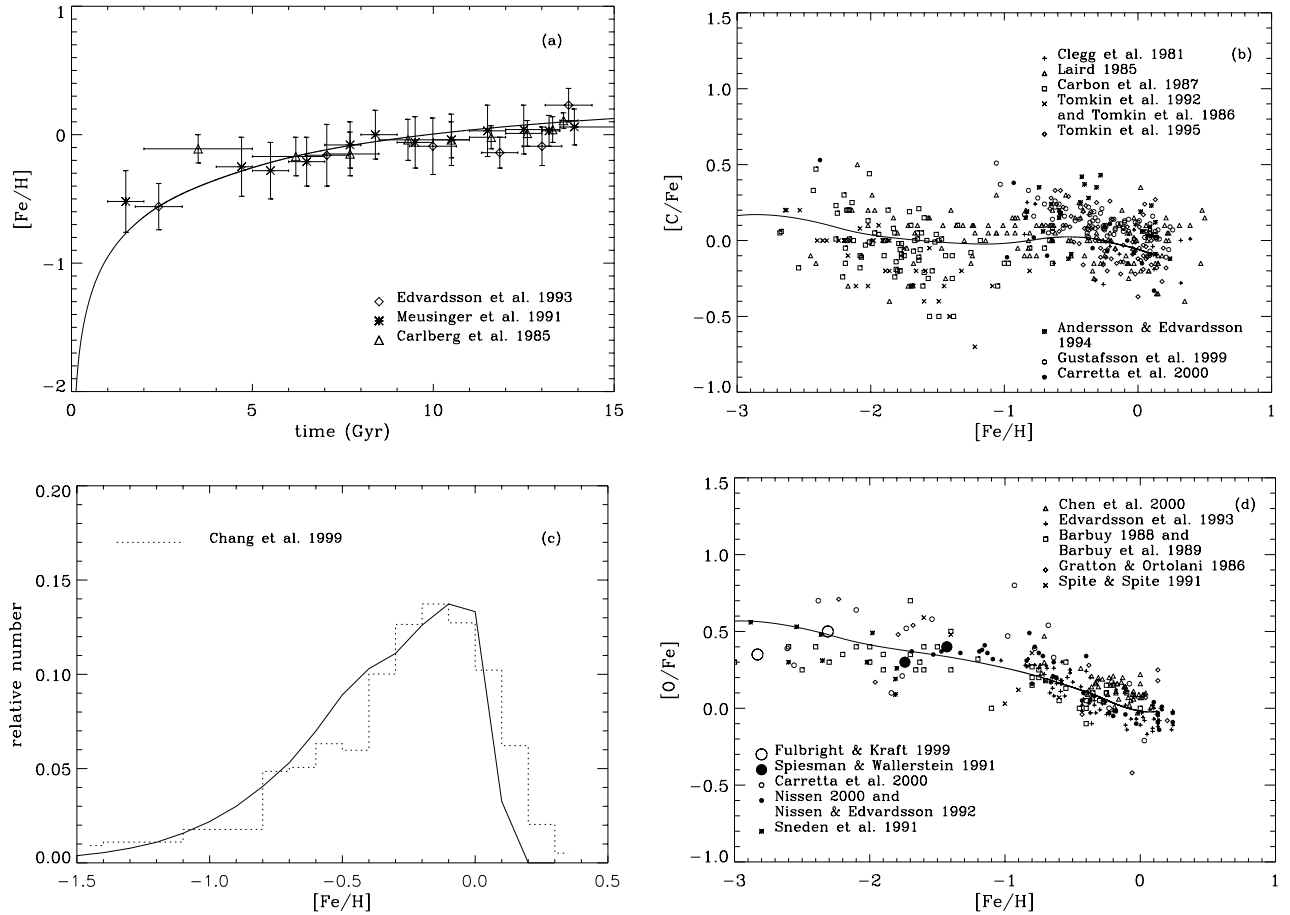 1
0
−1
−2
[Fe/H]
(a)
Edvardsson et al. 1993
Meusinger et al. 1991
Carlberg et al. 1985
0
5
10
15
time (Gyr)
1.5
1.0
0.5
0.0
−0.5
−1.0
[C/Fe]
(b)
Clegg et al. 1981
Laird 1985
Carbon et al. 1987
Tomkin et al. 1992
and Tomkin et al. 1986
Tomkin et al. 1995
Andersson & Edvardsson
1994
Gustafsson et al. 1999
Carretta et al. 2000
−3
−2
−1
0
1
[Fe/H]
0.20
0.15
0.10
0.05
0.00
relative number
Chang et al. 1999
(c)
−1.5
−1.0
−0.5
0.0
0.5
[Fe/H]
1.5
1.0
0.5
0.0
−0.5
−1.0
[O/Fe]
(d)
Chen et al. 2000
Edvardsson et al. 1993
Barbuy 1988 and
Barbuy et al. 1989
Gratton & Ortolani 1986
Spite & Spite 1991
Fulbright & Kraft 1999
Spiesman & Wallerstein 1991
Carretta et al. 2000
Nissen 2000 and
Nissen & Edvardsson 1992
Sneden et al. 1991
−3
−2
−1
0
1
[Fe/H]